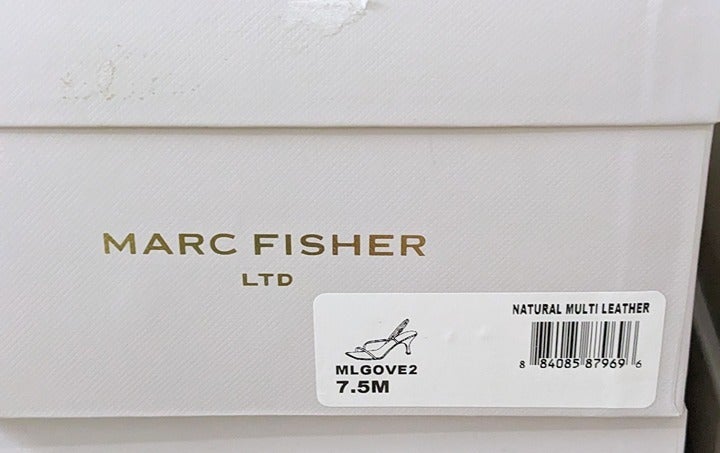 MARC FISHER
LTD
NATURAL MULTI LEATHER
8 84085 87969 6
MLGOVE2
7.5M